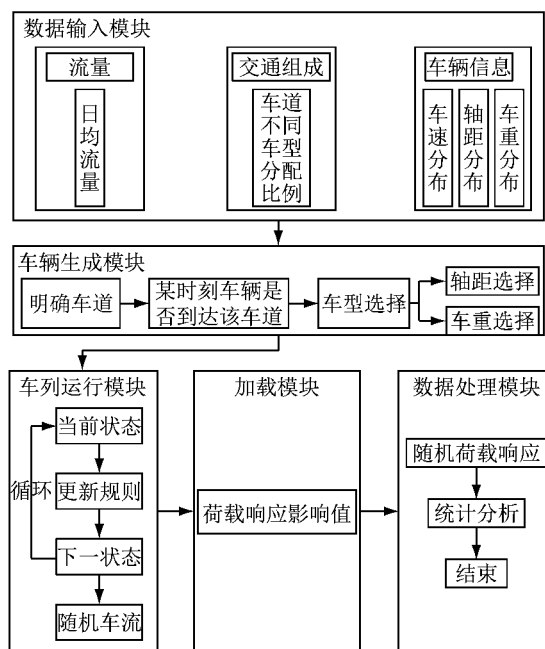 数据输入模块
流量
日均流量
交通组成
车道
不同
车型
分配
比例
车辆信息
车速分布
轴距分布
车重分布
车辆生成模块
明确车道
某时刻车辆是
否到达该车道
车型选择
轴距选择
车重选择
车列运行模块
当前状态
循环
更新规则
下一状态
随机车流
加载模块
荷载响应影响值
数据处理模块
随机荷载响应
统计分析
结束